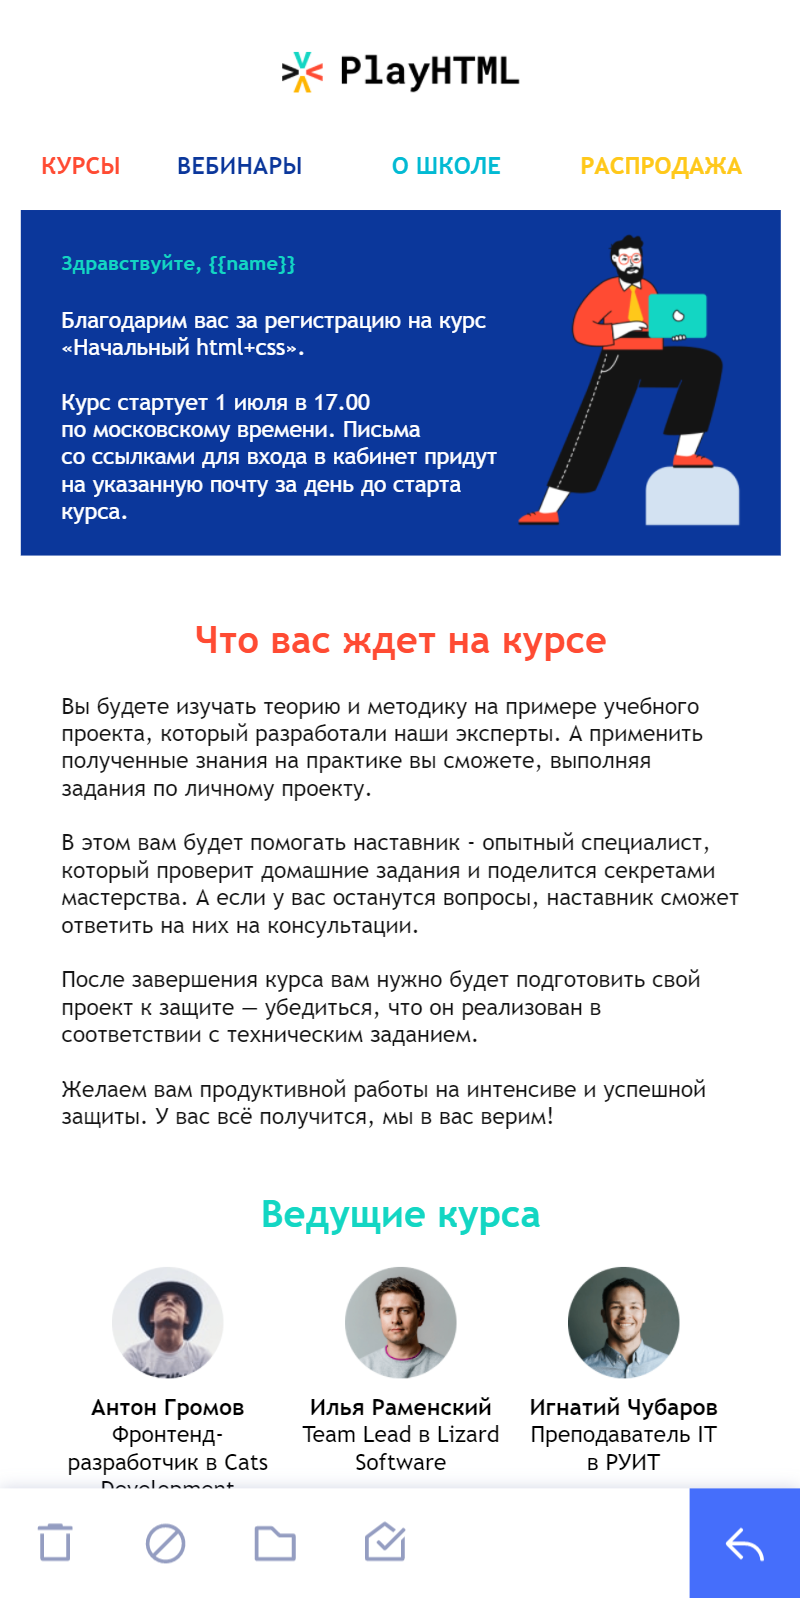 PlayHTML
КУРСЫ ВЕБИНАРЫ О ШКОЛЕ РАСПРОДАЖА
Здравствуйте, {{name}}
Благодарим вас за регистрацию на курс
«Начальный html+css».
Курс стартует 1 июля в 17.00
по московскому времени. Письма
со ссылками для входа в кабинет придут
на указанную почту за день до старта
курса.
Что вас ждет на курсе
Вы будете изучать теорию и методику на примере учебного
проекта, который разработали наши эксперты. А применить
полученные знания на практике вы сможете, выполняя
задания по личному проекту.
В этом вам будет помогать наставник - опытный специалист,
который проверит домашние задания и поделится секретами
мастерства. А если у вас останутся вопросы, наставник сможет
ответить на них на консультации.
После завершения курса вам нужно будет подготовить свой
проект к защите — убедиться, что он реализован в
соответствии с техническим заданием.
Желаем вам продуктивной работы на интенсиве и успешной
защиты. У вас всё получится, мы в вас верим!
Ведущие курса
Антон Громов
Фронтенд-
разработчик в Cats
Development
Илья Раменский
Team Lead в Lizard
Software
Игнатий Чубаров
Преподаватель IT
в РУИТ